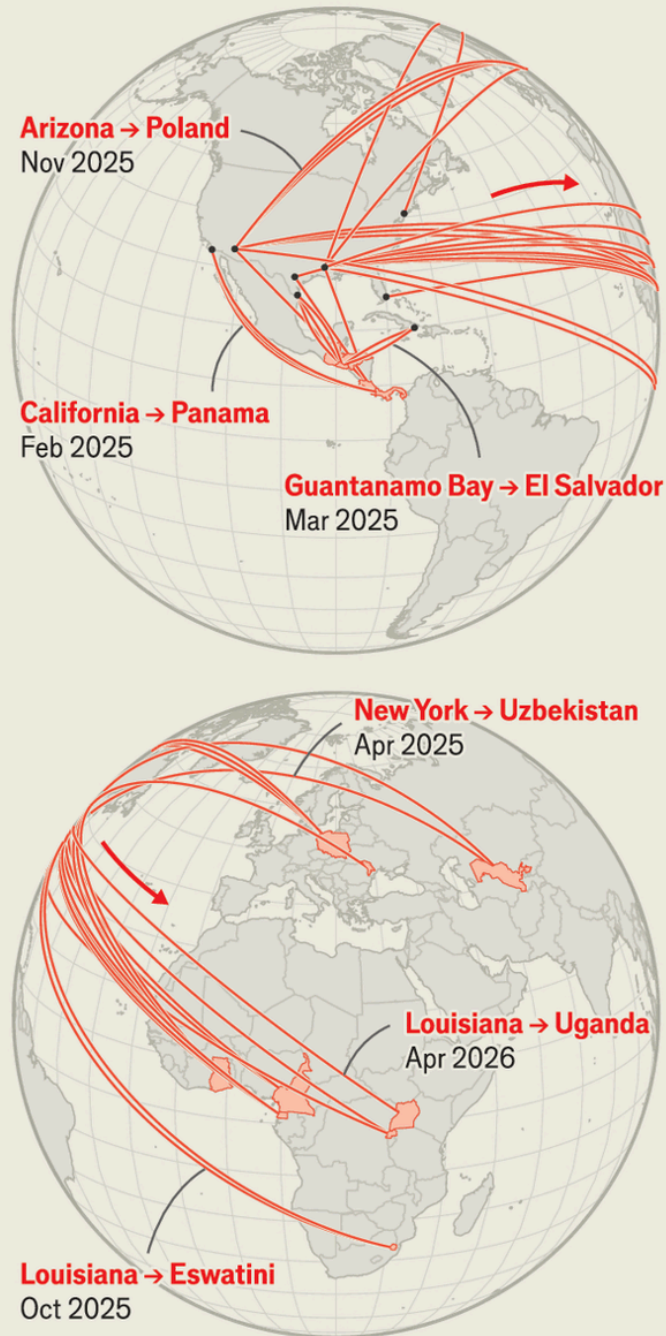 Arizona → Poland
Nov 2025
California → Panama
Feb 2025
Guantanamo Bay → El Salvador
Mar 2025
New York → Uzbekistan
Apr 2025
Louisiana → Uganda
Apr 2026
Louisiana → Eswatini
Oct 2025